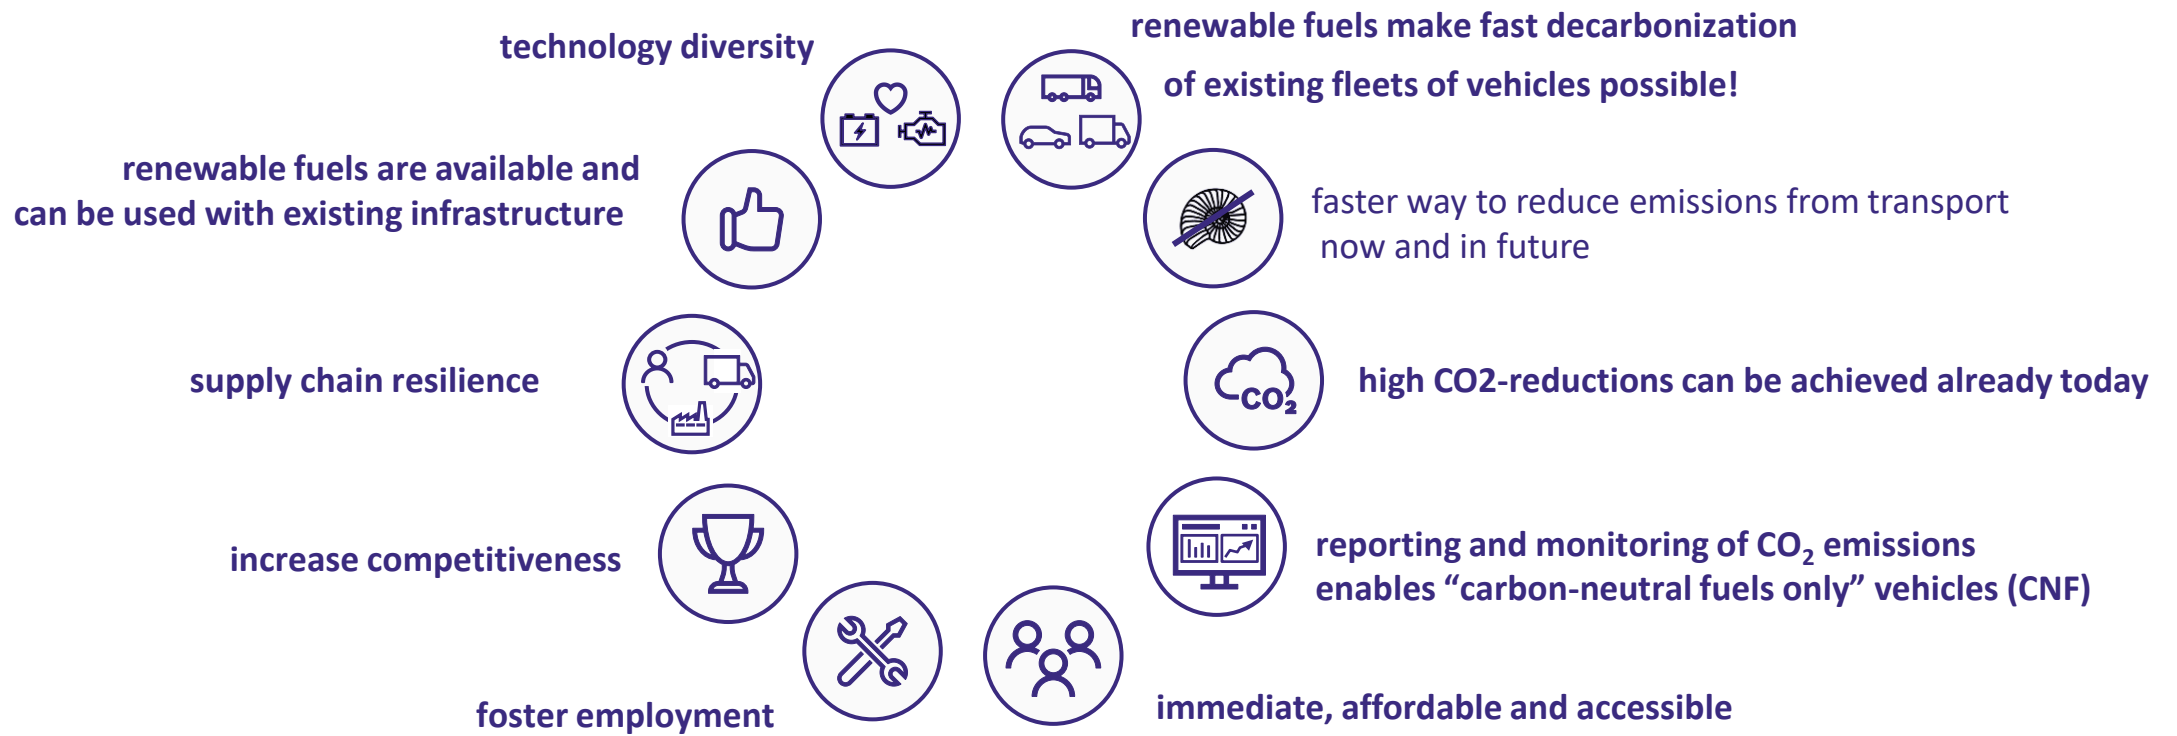 technology diversity
renewable fuels make fast decarbonization
of existing fleets of vehicles possible!
renewable fuels are available and
can be used with existing infrastructure
faster way to reduce emissions from transport
now and in future
supply chain resilience
CO2
high CO2-reductions can be achieved already today
increase competitiveness
reporting and monitoring of CO₂ emissions
enables “carbon-neutral fuels only” vehicles (CNF)
foster employment
immediate, affordable and accessible